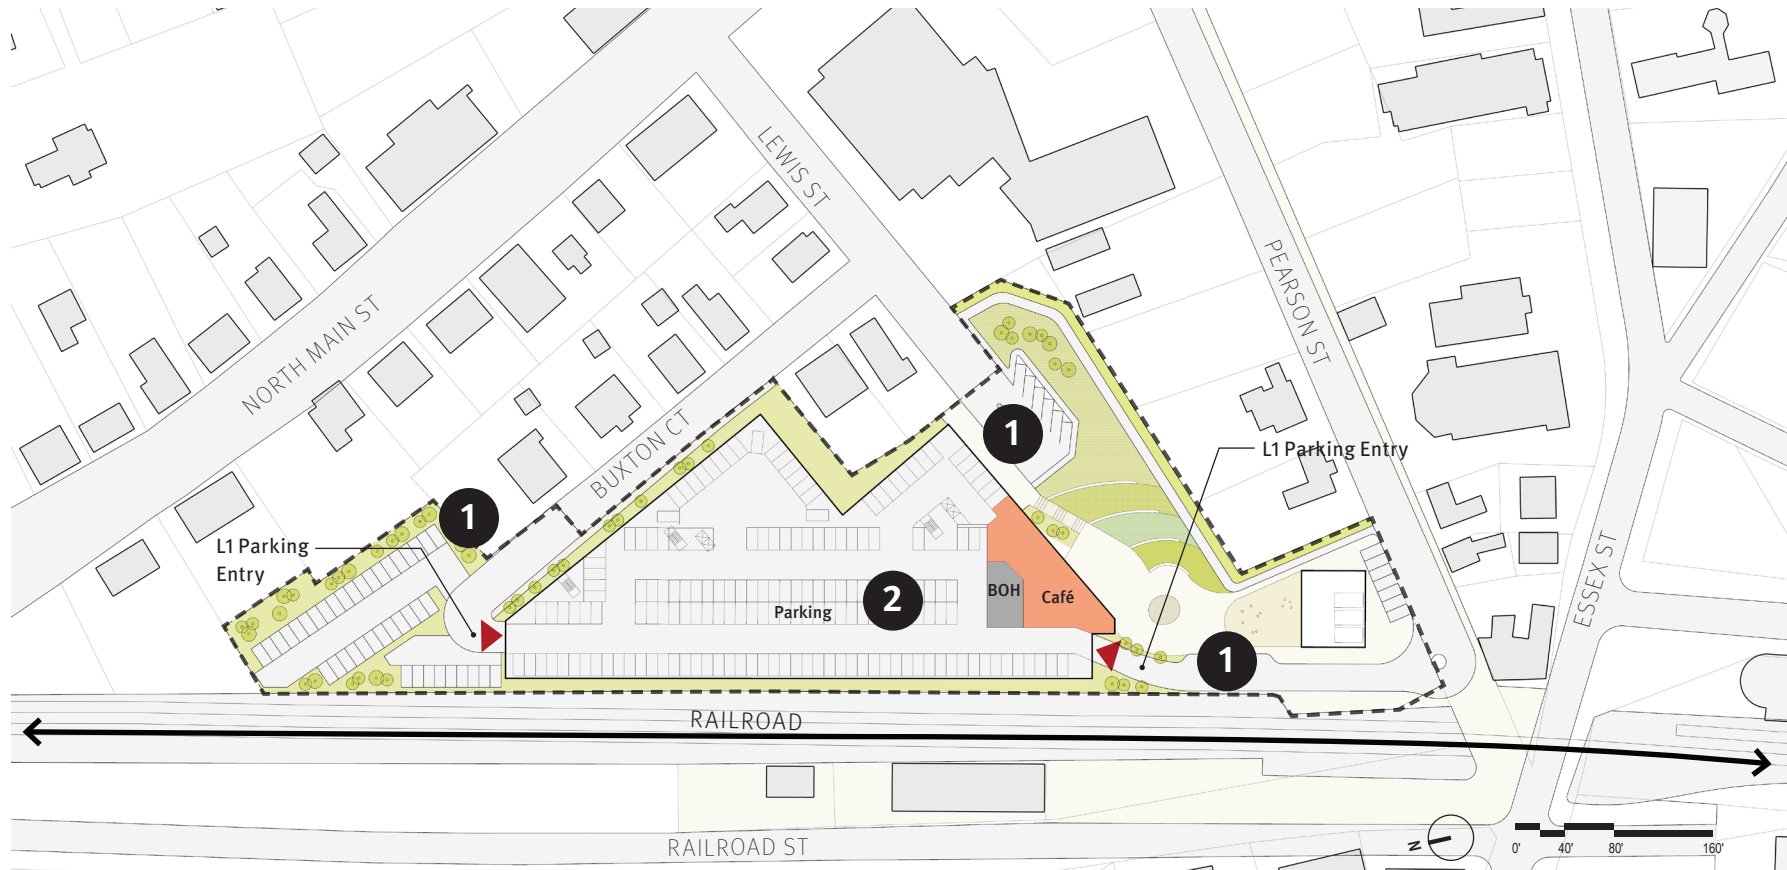 LEWIS ST
PEARSON ST
NORTH MAIN ST
BUXTON CT
ESSEX ST
1
L1 Parking Entry
1
L1 Parking
Entry
BOH
Café
2
Parking
1
RAILROAD
RAILROAD ST
N
0' 40' 80' 160'